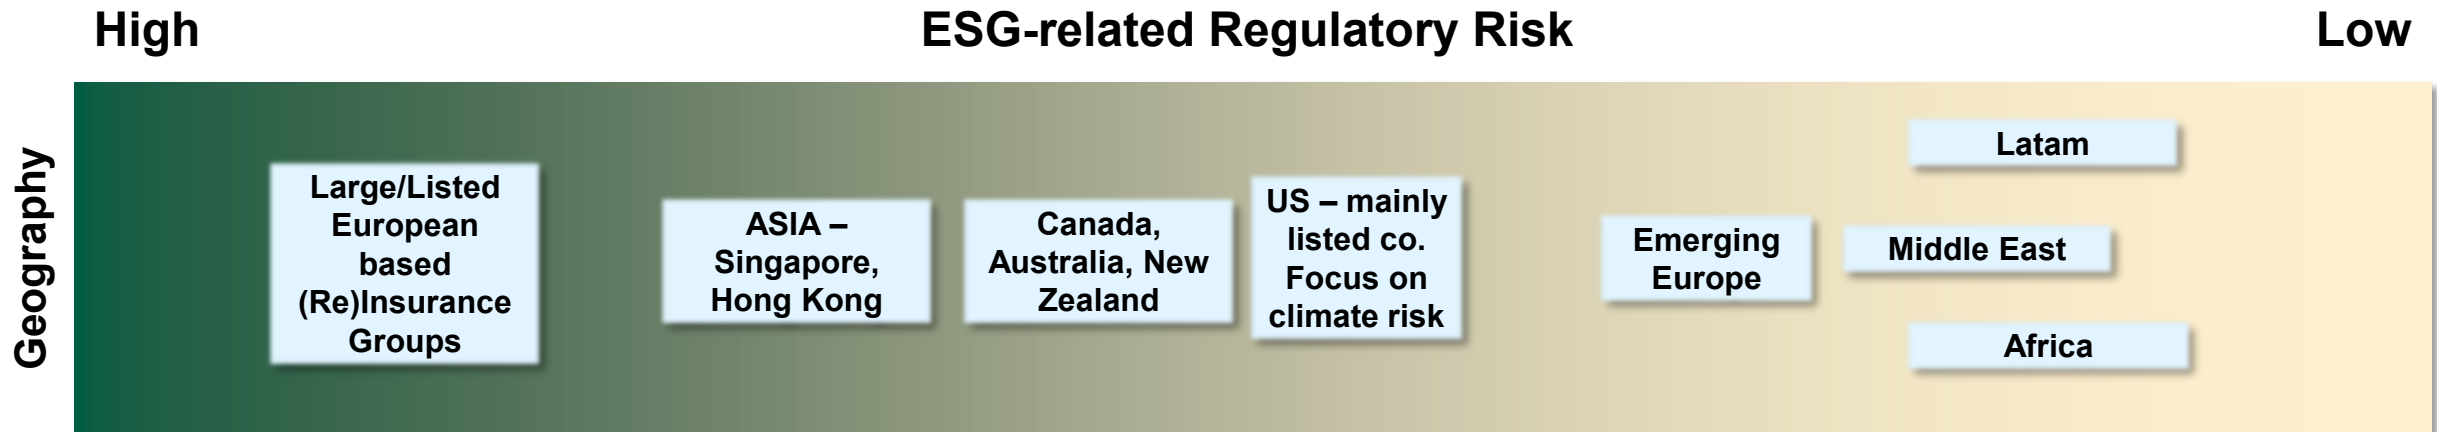 High
ESG-related Regulatory Risk
Low
Geography
Large/Listed
European
based
(Re)Insurance
Groups
ASIA –
Singapore,
Hong Kong
Canada,
Australia, New
Zealand
US – mainly
listed co.
Focus on
climate risk
Emerging
Europe
Latam
Middle East
Africa